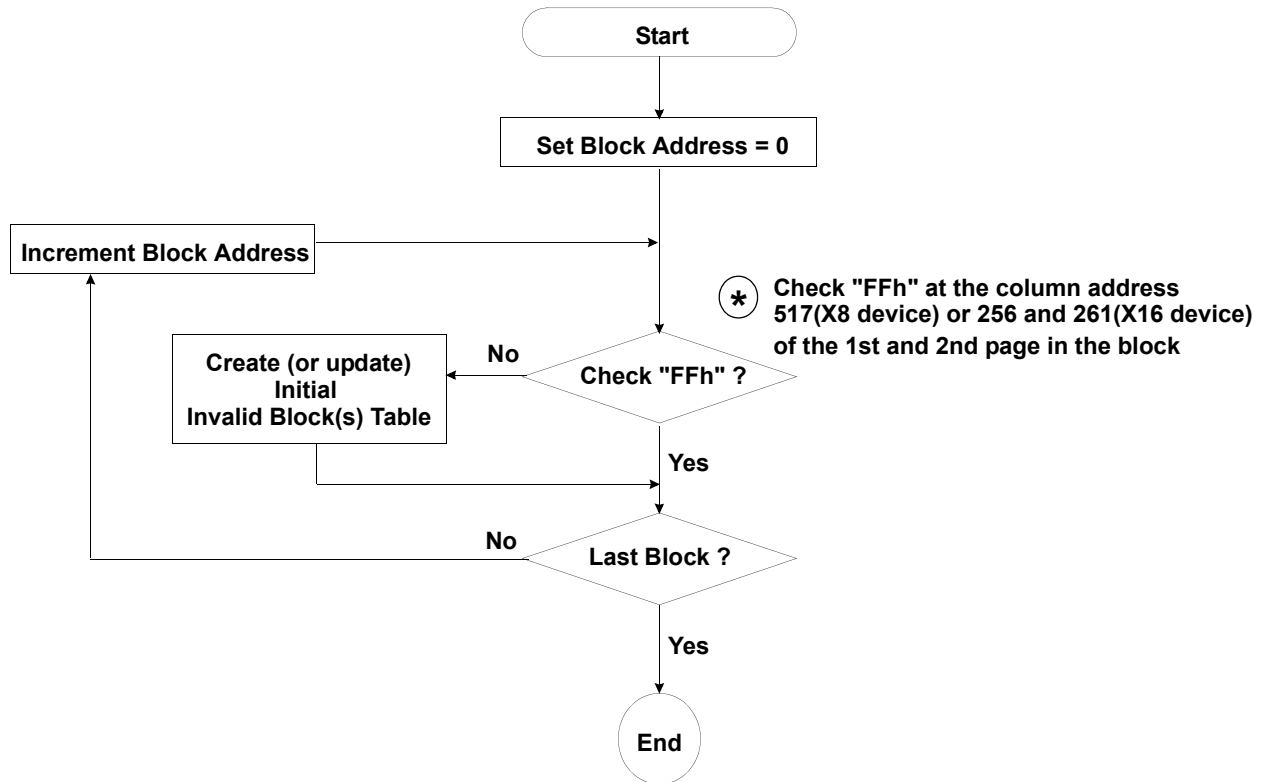 Start
Set Block Address = 0
Increment Block Address
* Check "FFh" at the column address
517(X8 device) or 256 and 261(X16 device)
of the 1st and 2nd page in the block
No
Create (or update)
Initial
Invalid Block(s) Table
Check "FFh" ?
Yes
No
Last Block ?
Yes
End